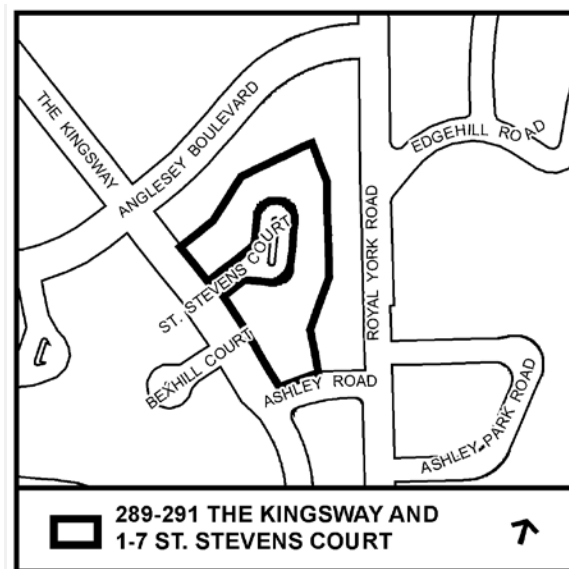 THE KINGSWAY
ANGLESEY BOULEVARD
EDGEHILL ROAD
ROYAL YORK ROAD
ST. STEVENS COURT
BEXHILL COURT
ASHLEY ROAD
ASHLEY PARK ROAD
289-291 THE KINGSWAY AND
1-7 ST. STEVENS COURT